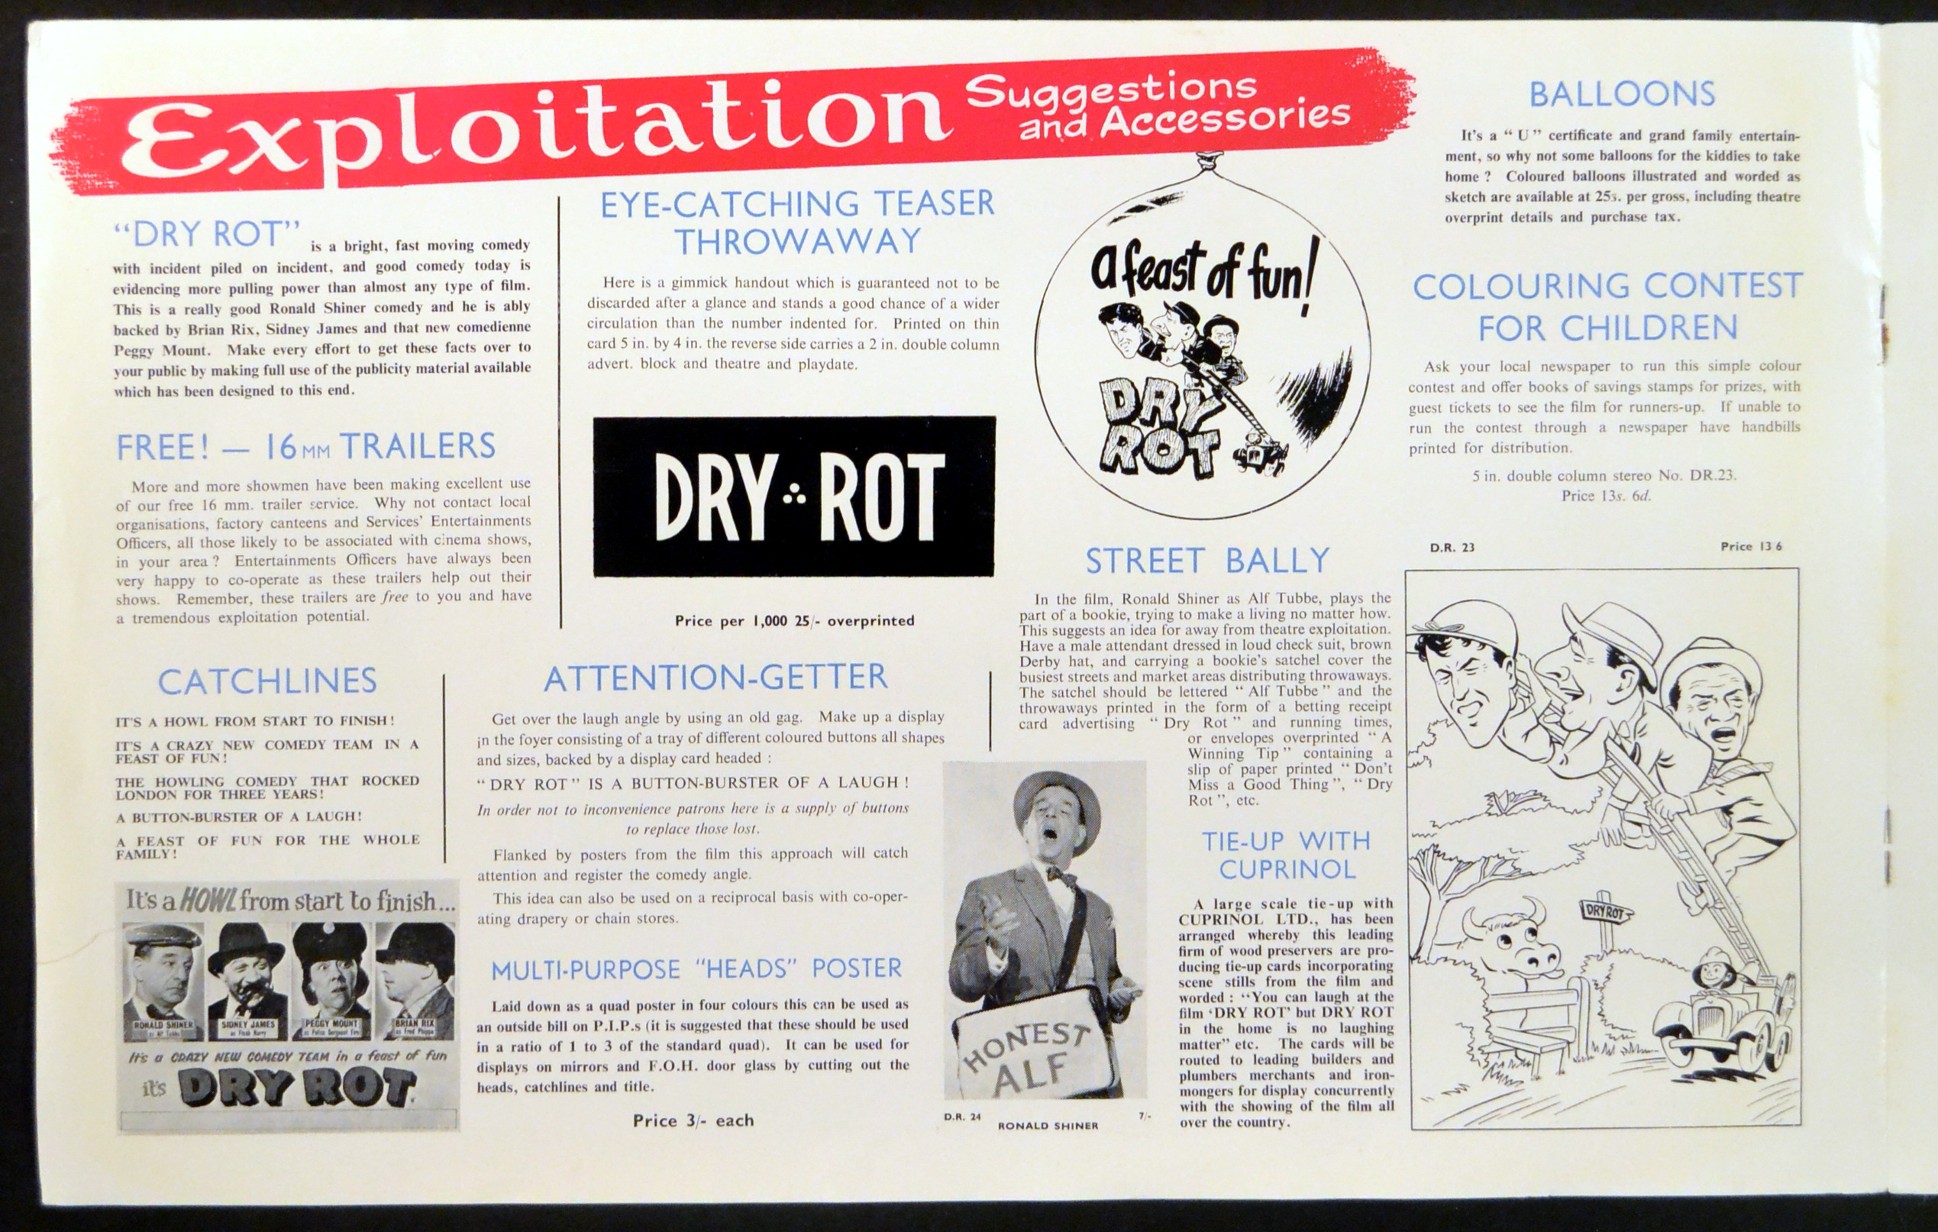 Exploitation Suggestions
and Accessories
"DRY ROT" is a bright, fast moving comedy
with incident piled on incident, and good comedy today is
evidencing more pulling power than almost any type of film.
This is a really good Ronald Shiner comedy and he is ably
backed by Brian Rix, Sidney James and that new comedienne
Peggy Mount. Make every effort to get these facts over to
your public by making full use of the publicity material available
which has been designed to this end.
FREE! — 16MM TRAILERS
More and more showmen have been making excellent use
of our free 16 mm. trailer service. Why not contact local
organisations, factory canteens and Services' Entertainments
Officers, all those likely to be associated with cinema shows,
in your area ? Entertainments Officers have always been
very happy to co-operate as these trailers help out their
shows. Remember, these trailers are free to you and have
a tremendous exploitation potential.
CATCHLINES
IT'S A HOWL FROM START TO FINISH!
IT'S A CRAZY NEW COMEDY TEAM IN A
FEAST OF FUN!
THE HOWLING COMEDY THAT ROCKED
LONDON FOR THREE YEARS!
A BUTTON-BURSTER OF A LAUGH!
A FEAST OF FUN FOR THE WHOLE
FAMILY!
It's a HOWL from start to finish...
RONALD SHINER
as Alf Tubbe
SIDNEY JAMES
as Flash Harry
PEGGY MOUNT
as Police Sergeant Fire
BRIAN RIX
as Fred Phipps
It's a CRAZY NEW COMEDY TEAM in a feast of fun
it's DRY ROT.
EYE-CATCHING TEASER
THROWAWAY
Here is a gimmick handout which is guaranteed not to be
discarded after a glance and stands a good chance of a wider
circulation than the number indented for. Printed on thin
card 5 in. by 4 in. the reverse side carries a 2 in. double column
advert. block and theatre and playdate.
DRY ∴ ROT
Price per 1,000 25/- overprinted
ATTENTION-GETTER
Get over the laugh angle by using an old gag. Make up a display
in the foyer consisting of a tray of different coloured buttons all shapes
and sizes, backed by a display card headed :
" DRY ROT " IS A BUTTON-BURSTER OF A LAUGH !
In order not to inconvenience patrons here is a supply of buttons
to replace those lost.
Flanked by posters from the film this approach will catch
attention and register the comedy angle.
This idea can also be used on a reciprocal basis with co-oper-
ating drapery or chain stores.
MULTI-PURPOSE "HEADS" POSTER
Laid down as a quad poster in four colours this can be used as
an outside bill on P.I.P.s (it is suggested that these should be used
in a ratio of 1 to 3 of the standard quad). It can be used for
displays on mirrors and F.O.H. door glass by cutting out the
heads, catchlines and title.
Price 3/- each
a feast of fun!
DRY
ROT
STREET BALLY
In the film, Ronald Shiner as Alf Tubbe, plays the
part of a bookie, trying to make a living no matter how.
This suggests an idea for away from theatre exploitation.
Have a male attendant dressed in loud check suit, brown
Derby hat, and carrying a bookie's satchel cover the
busiest streets and market areas distributing throwaways.
The satchel should be lettered " Alf Tubbe " and the
throwaways printed in the form of a betting receipt
card advertising " Dry Rot " and running times,
or envelopes overprinted " A
Winning Tip " containing a
slip of paper printed " Don't
Miss a Good Thing ", " Dry
Rot ", etc.
HONEST
ALF
D.R. 24
RONALD SHINER
7/-
TIE-UP WITH
CUPRINOL
A large scale tie-up with
CUPRINOL LTD., has been
arranged whereby this leading
firm of wood preservers are pro-
ducing tie-up cards incorporating
scene stills from the film and
worded : "You can laugh at the
film 'DRY ROT' but DRY ROT
in the home is no laughing
matter" etc. The cards will be
routed to leading builders and
plumbers merchants and iron-
mongers for display concurrently
with the showing of the film all
over the country.
BALLOONS
It's a " U " certificate and grand family entertain-
ment, so why not some balloons for the kiddies to take
home ? Coloured balloons illustrated and worded as
sketch are available at 25s. per gross, including theatre
overprint details and purchase tax.
COLOURING CONTEST
FOR CHILDREN
Ask your local newspaper to run this simple colour
contest and offer books of savings stamps for prizes, with
guest tickets to see the film for runners-up. If unable to
run the contest through a newspaper have handbills
printed for distribution.
5 in. double column stereo No. DR.23.
Price 13s. 6d.
D.R. 23
Price 13 6
DRY ROT